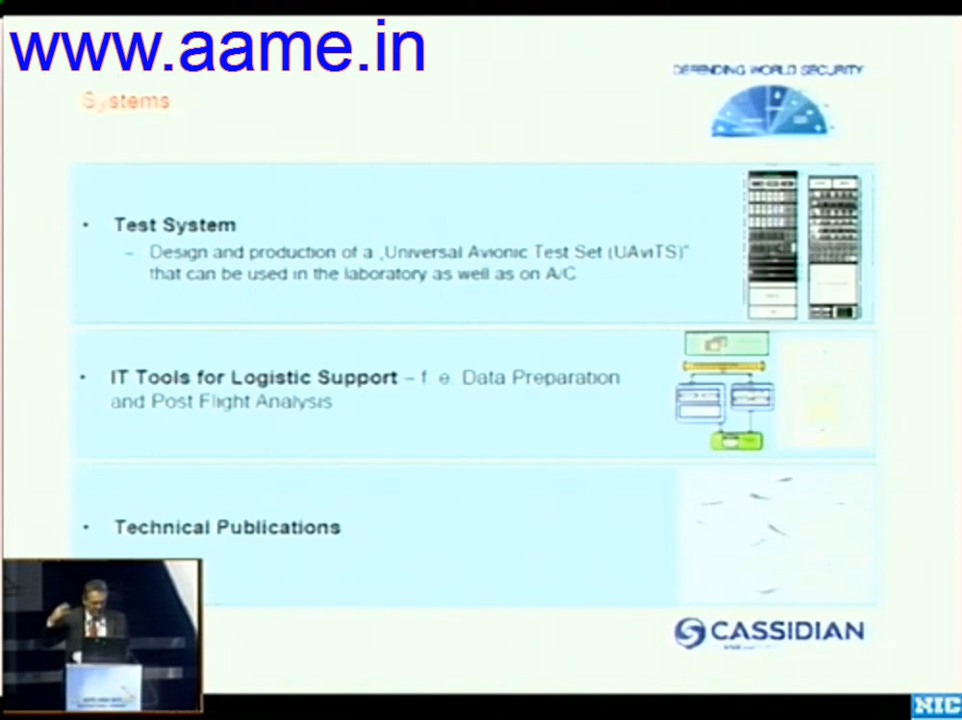 www.aame.in
DEFENDING WORLD SECURITY
Systems
• Test System
– Design and production of a „Universal Avionic Test Set (UAviTS)“
that can be used in the laboratory as well as on A/C
• IT Tools for Logistic Support – f. e. Data Preparation
and Post Flight Analysis
• Technical Publications
CASSIDIAN
NIC